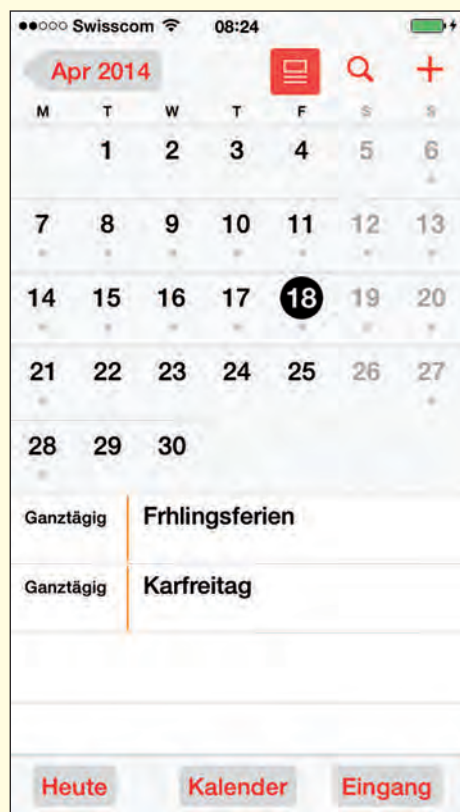 Swisscom 08:24
Apr 2014
M T W T F S S
1 2 3 4 5 6
7 8 9 10 11 12 13
14 15 16 17 18 19 20
21 22 23 24 25 26 27
28 29 30
Ganztägig Frhlingsferien
Ganztägig Karfreitag
Heute Kalender Eingang